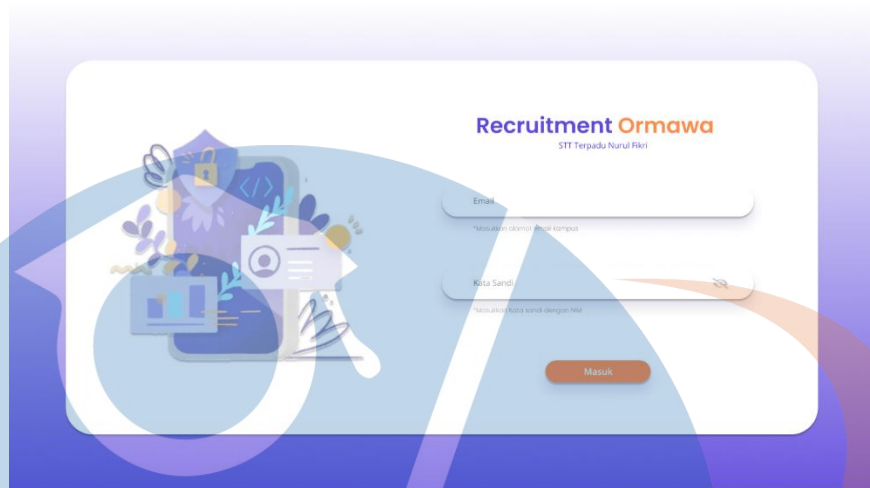 Recruitment Ormawa
STT Terpadu Nurul Fikri
Email
*Masukkan alamat email kampus
Kata Sandi
*Masukkan kata sandi dengan NIM
Masuk